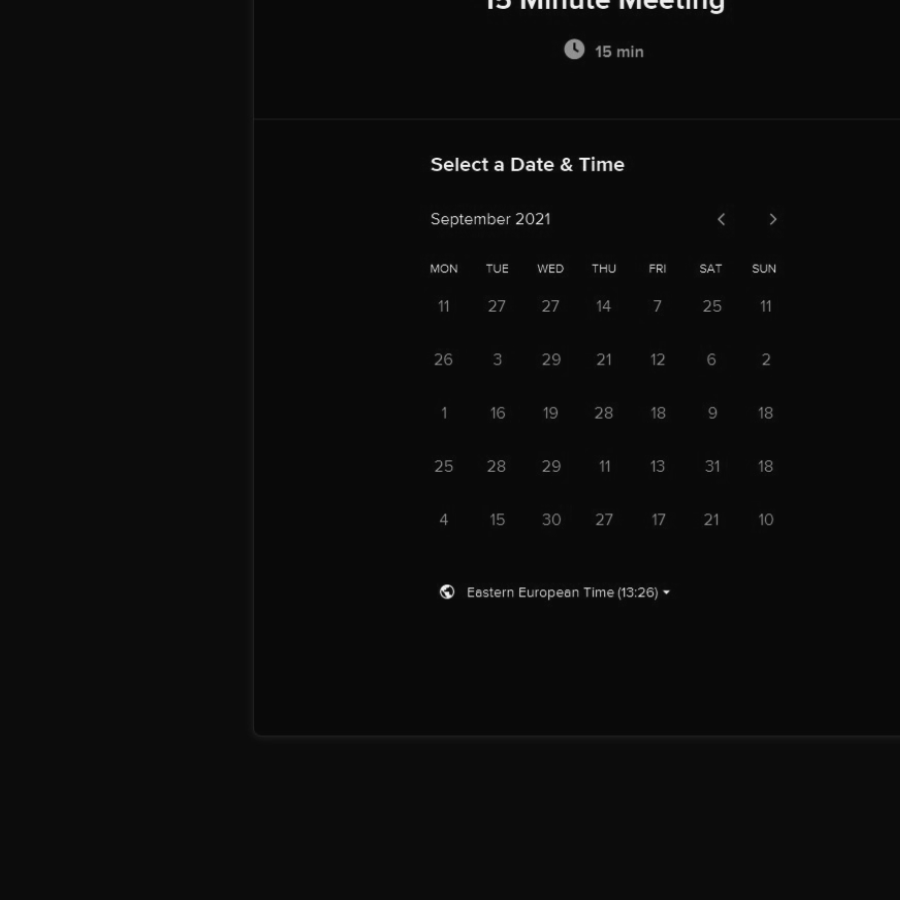 15 Minute Meeting
15 min
Select a Date & Time
September 2021
MON TUE WED THU FRI SAT SUN
11 27 27 14 7 25 11
26 3 29 21 12 6 2
1 16 19 28 18 9 18
25 28 29 11 13 31 18
4 15 30 27 17 21 10
Eastern European Time (13:26)